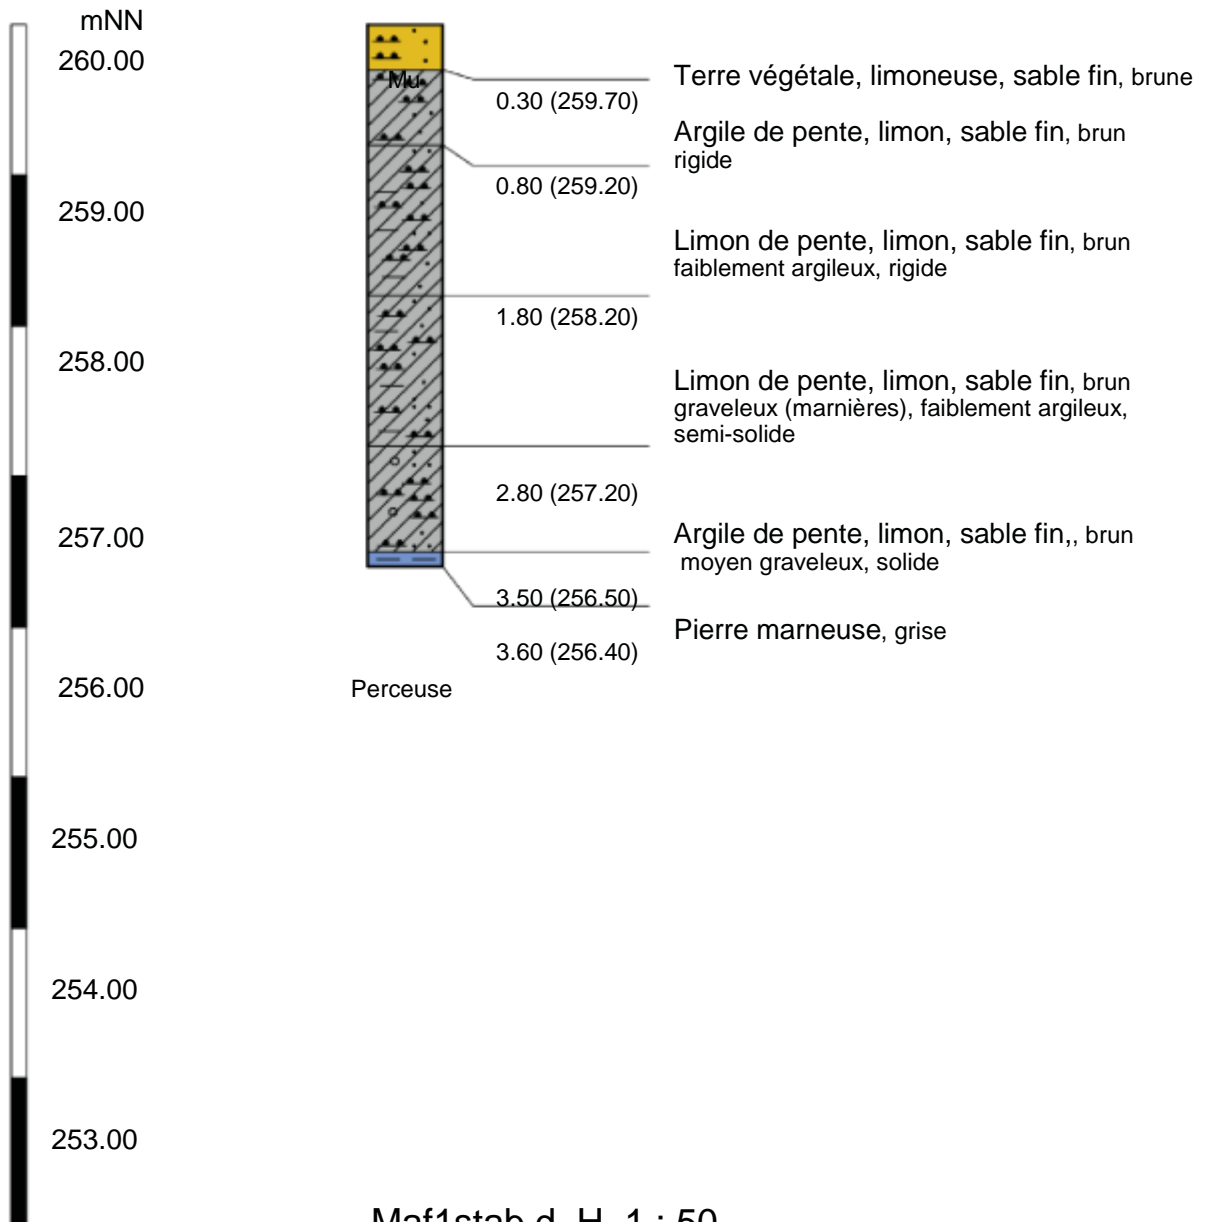 mNN
260.00
Mu
Terre végétale, limoneuse, sable fin, brune
0.30 (259.70)
Argile de pente, limon, sable fin, brun
rigide
0.80 (259.20)
259.00
Limon de pente, limon, sable fin, brun
faiblement argileux, rigide
1.80 (258.20)
258.00
Limon de pente, limon, sable fin, brun
graveleux (marnières), faiblement argileux,
semi-solide
2.80 (257.20)
257.00
Argile de pente, limon, sable fin,, brun
moyen graveleux, solide
3.50 (256.50)
Pierre marneuse, grise
3.60 (256.40)
256.00
Perceuse
255.00
254.00
253.00
Maf1stab d. H. 1 : 50